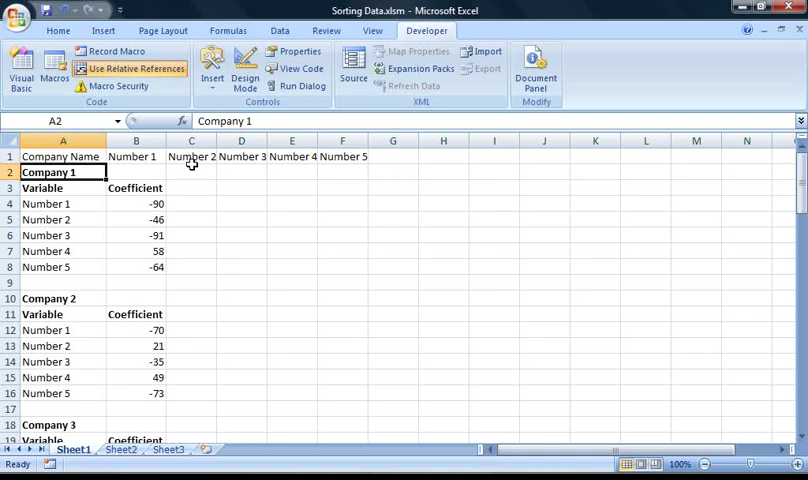 Sorting Data.xlsm - Microsoft Excel
Home Insert Page Layout Formulas Data Review View Developer
Visual Basic
Macros
Record Macro
Use Relative References
Macro Security
Code
Insert
Design Mode
Properties
View Code
Run Dialog
Controls
Source
Map Properties
Expansion Packs
Refresh Data
Import
Export
XML
Document Panel
Modify
A2 fx Company 1
A B C D E F G H I J K L M N
1 Company Name Number 1 Number 2 Number 3 Number 4 Number 5
2 Company 1
3 Variable Coefficient
4 Number 1 -90
5 Number 2 -46
6 Number 3 -91
7 Number 4 58
8 Number 5 -64
9
10 Company 2
11 Variable Coefficient
12 Number 1 -70
13 Number 2 21
14 Number 3 -35
15 Number 4 49
16 Number 5 -73
17
18 Company 3
19 Variable Coefficient
Sheet1 Sheet2 Sheet3
Ready 100%